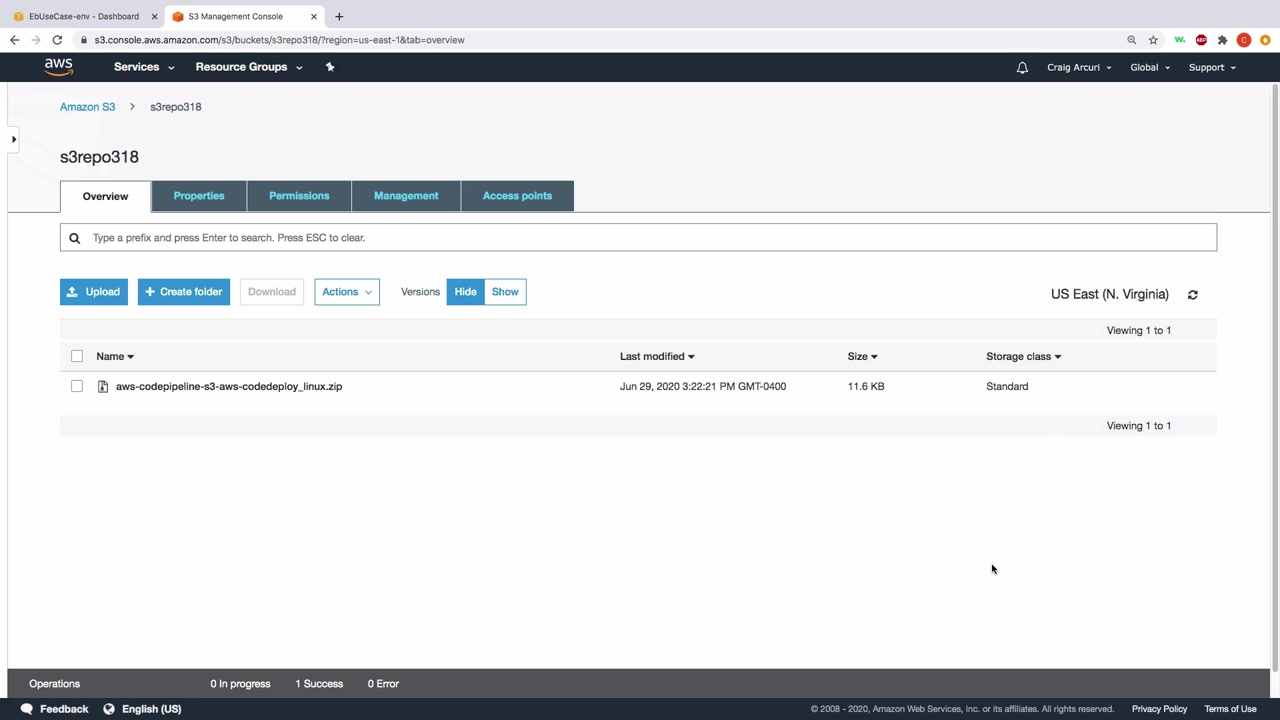 EbUseCase-env - Dashboard
S3 Management Console
s3.console.aws.amazon.com/s3/buckets/s3repo318/?region=us-east-1&tab=overview
W.
ABP
C
aws
Services
Resource Groups
Craig Arcuri
Global
Support
Amazon S3 > s3repo318
s3repo318
Overview
Properties
Permissions
Management
Access points
Type a prefix and press Enter to search. Press ESC to clear.
Upload
+ Create folder
Download
Actions
Versions
Hide
Show
US East (N. Virginia)
Viewing 1 to 1
Name
Last modified
Size
Storage class
aws-codepipeline-s3-aws-codedeploy_linux.zip
Jun 29, 2020 3:22:21 PM GMT-0400
11.6 KB
Standard
Viewing 1 to 1
Operations
0 In progress
1 Success
0 Error
Feedback
English (US)
© 2008 - 2020, Amazon Web Services, Inc. or its affiliates. All rights reserved.
Privacy Policy
Terms of Use